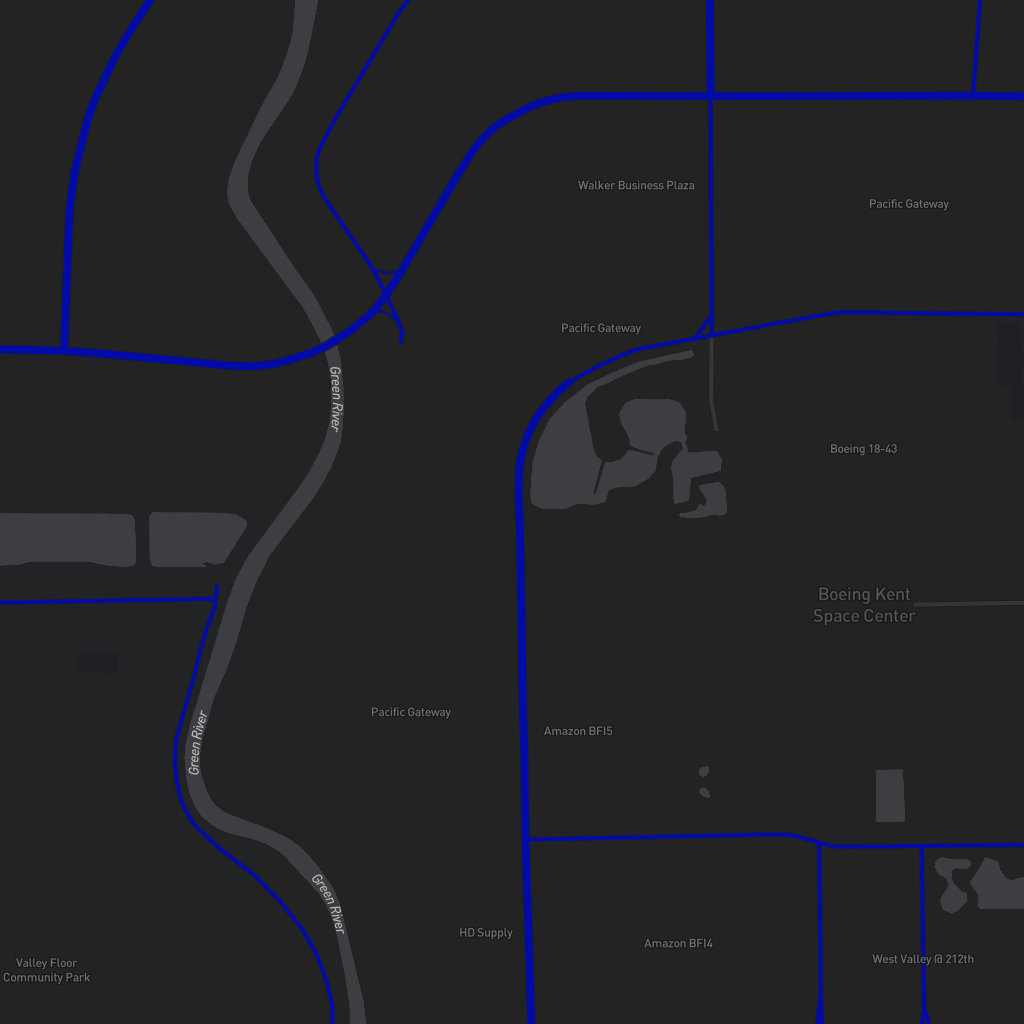 Walker Business Plaza
Pacific Gateway
Pacific Gateway
Green River
Boeing 18-43
Boeing Kent
Space Center
Pacific Gateway
Amazon BFI5
Green River
Green River
HD Supply
Amazon BFI4
West Valley @ 212th
Valley Floor
Community Park